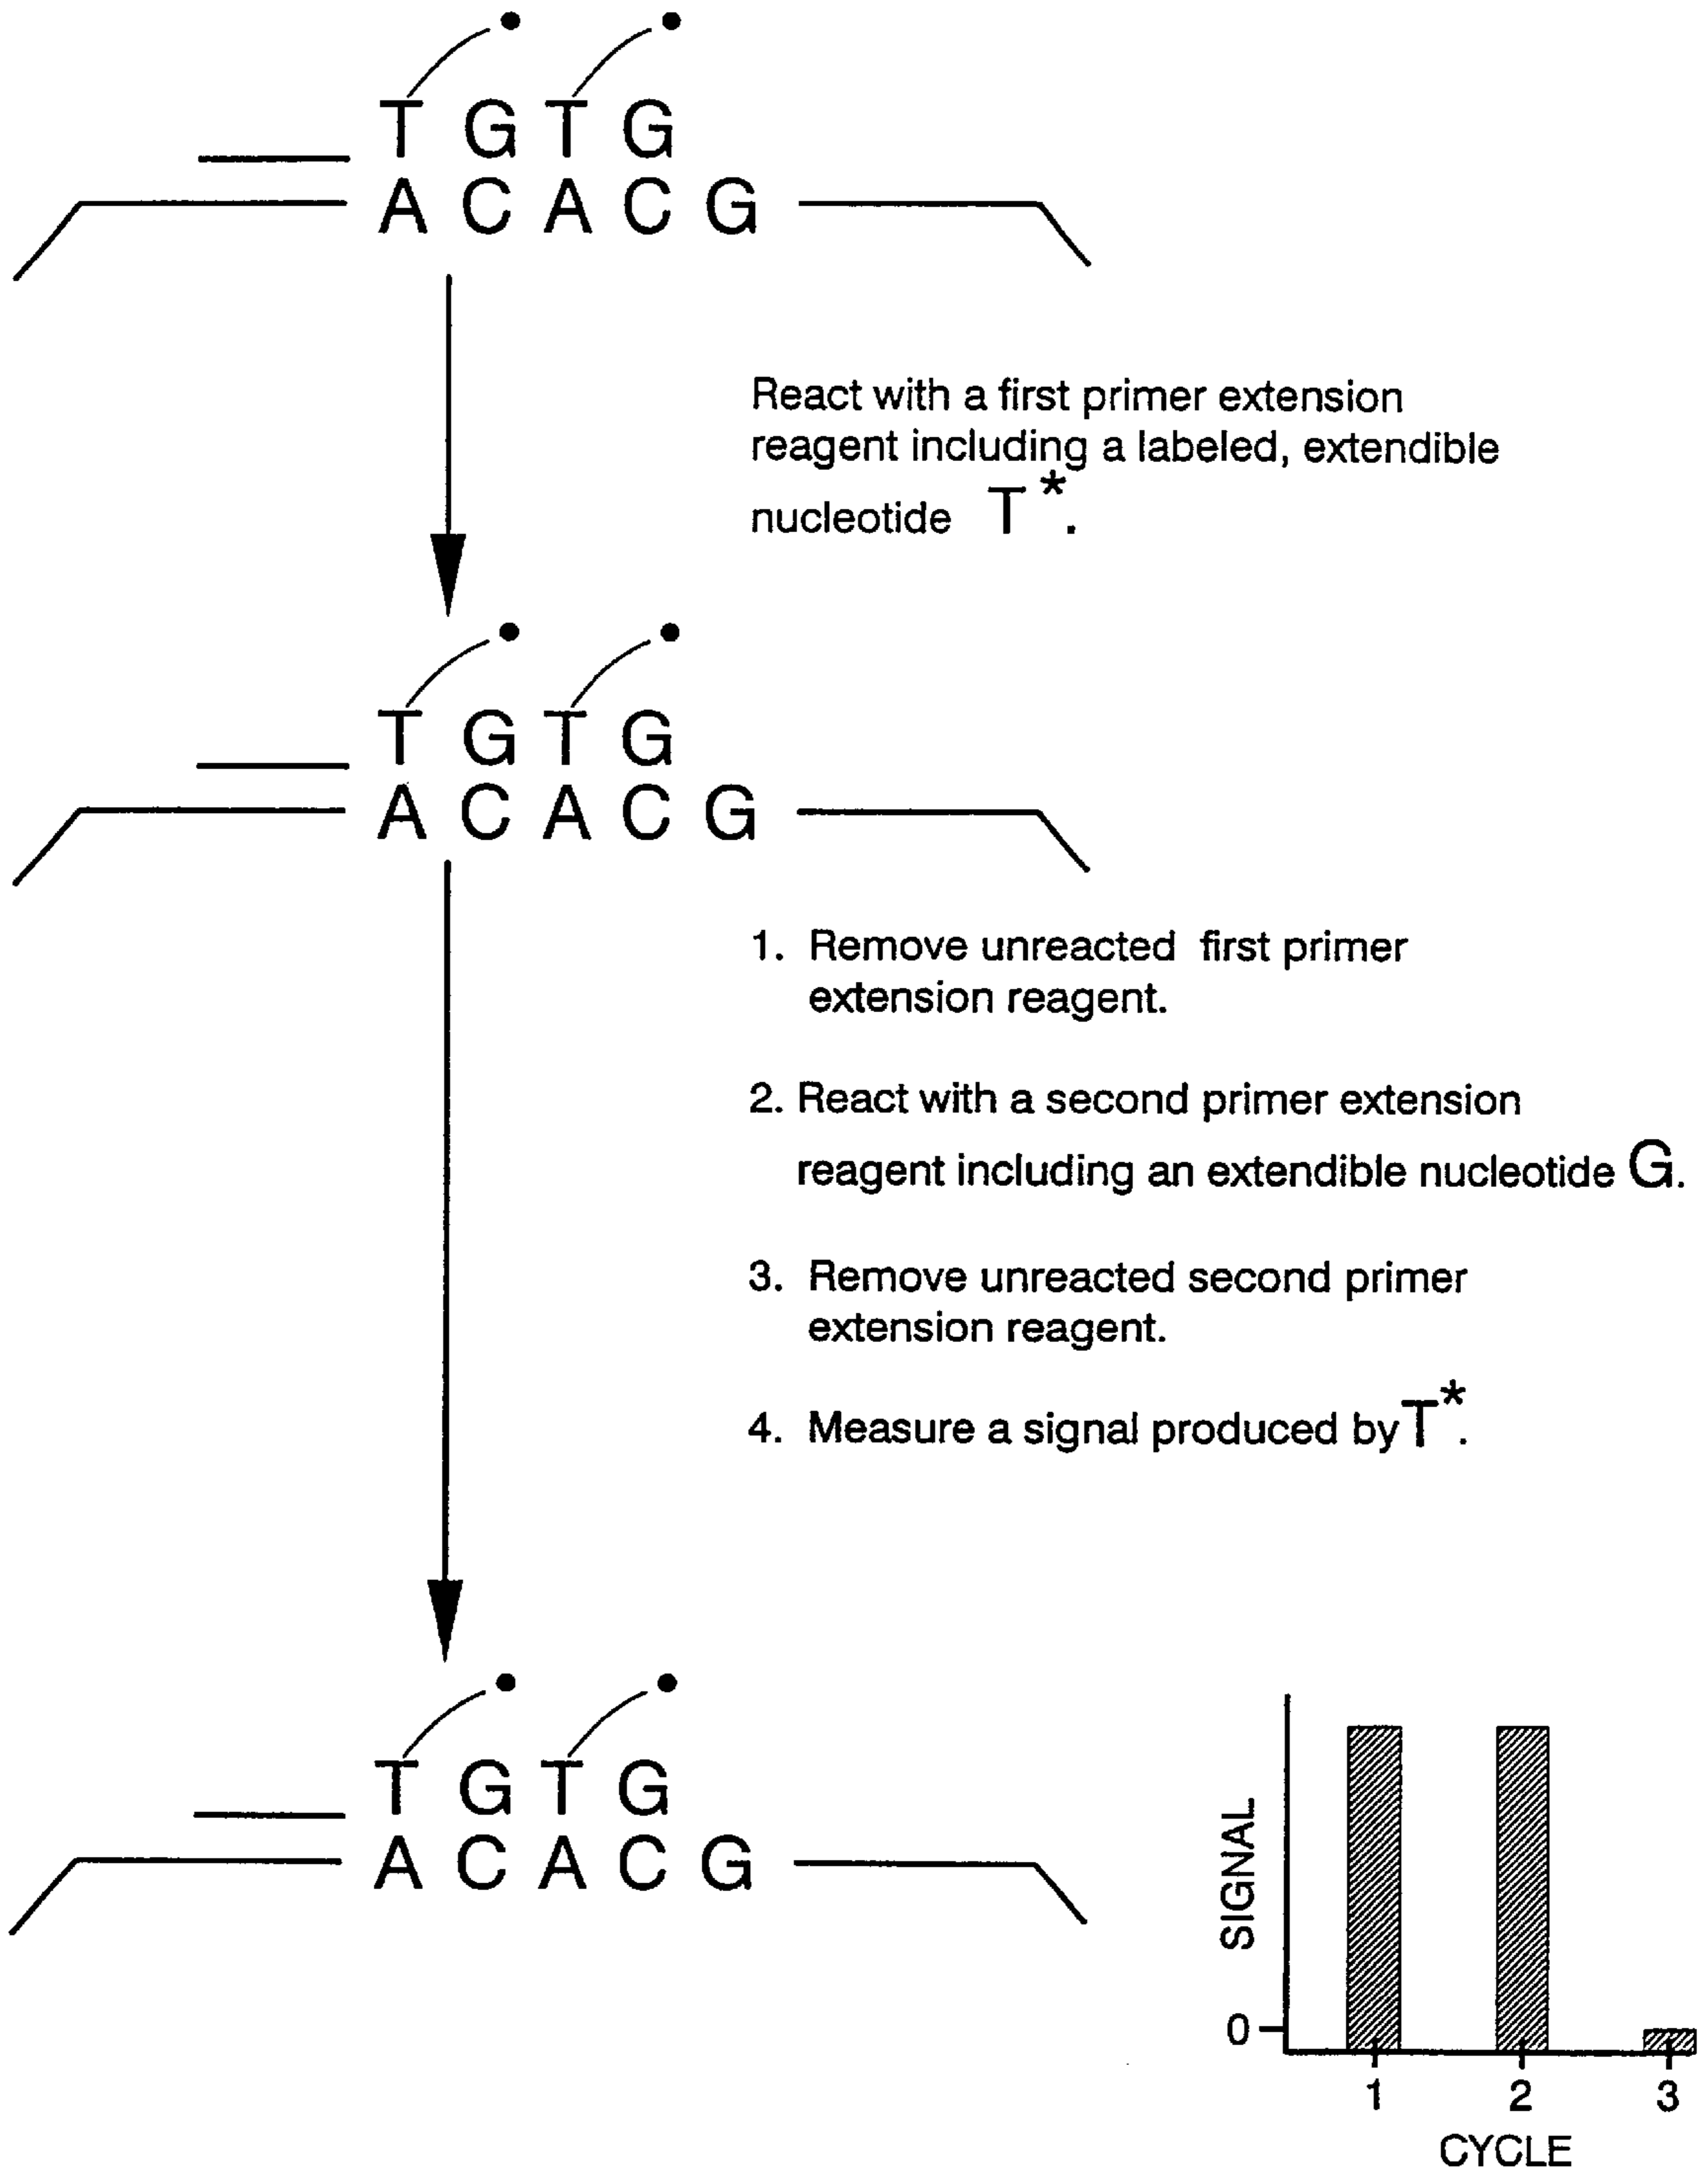 T G T G
A C A C G
React with a first primer extension
reagent including a labeled, extendible
nucleotide T*.
T G T G
A C A C G
1. Remove unreacted first primer
extension reagent.
2. React with a second primer extension
reagent including an extendible nucleotide G.
3. Remove unreacted second primer
extension reagent.
4. Measure a signal produced by T*.
T G T G
A C A C G
SIGNAL
0
1 2 3
CYCLE